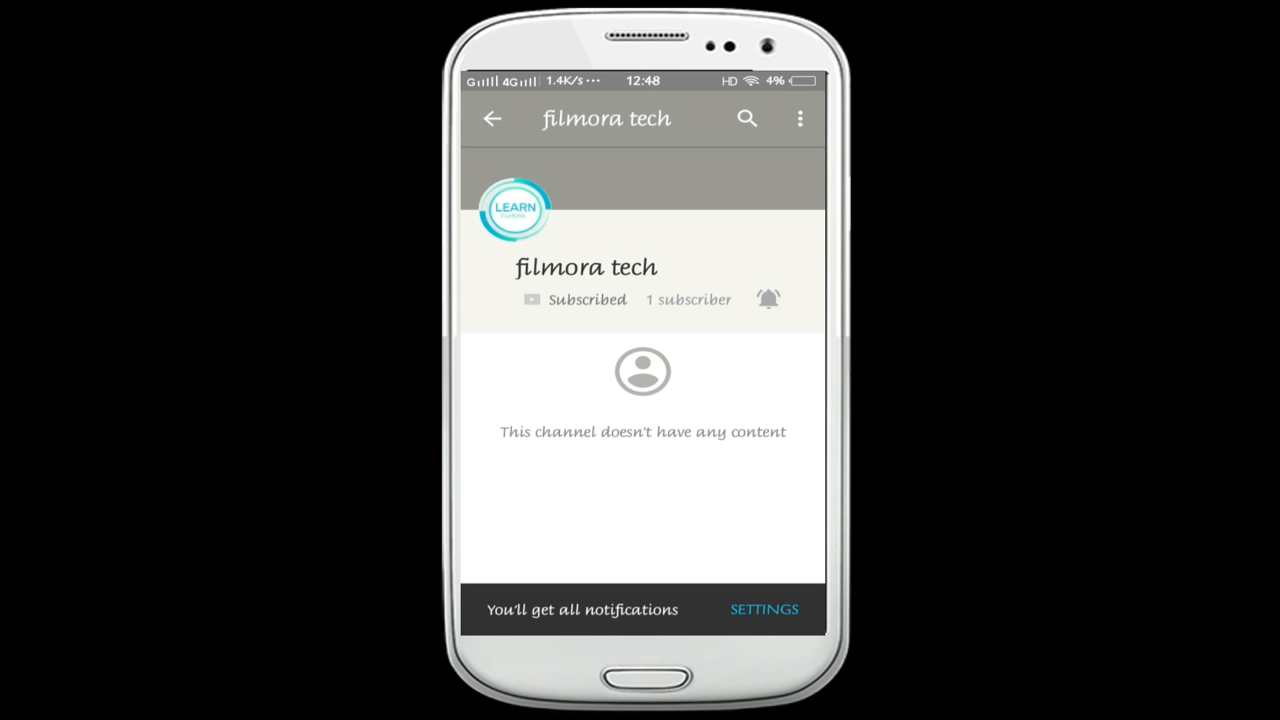 G 4G 1.4K/s ··· 12:48 HD 4%
filmora tech
LEARN
filmora tech
Subscribed 1 subscriber
This channel doesn't have any content
You'll get all notifications SETTINGS